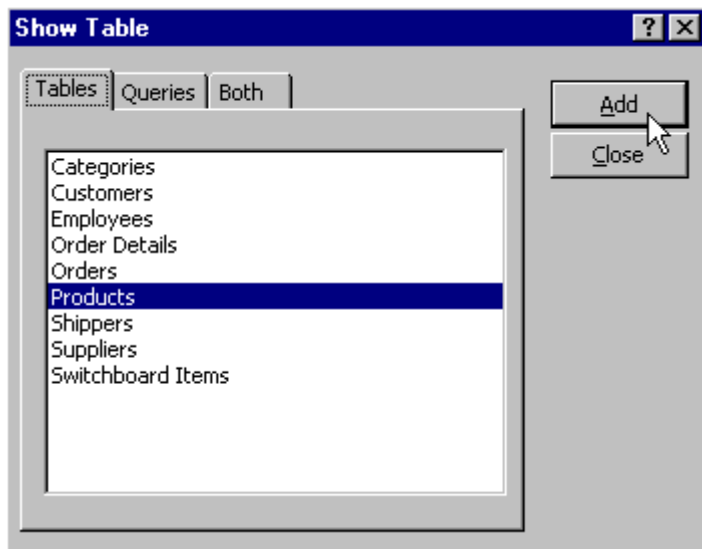 Show Table
Tables Queries Both
Add
Close
Categories
Customers
Employees
Order Details
Orders
Products
Shippers
Suppliers
Switchboard Items